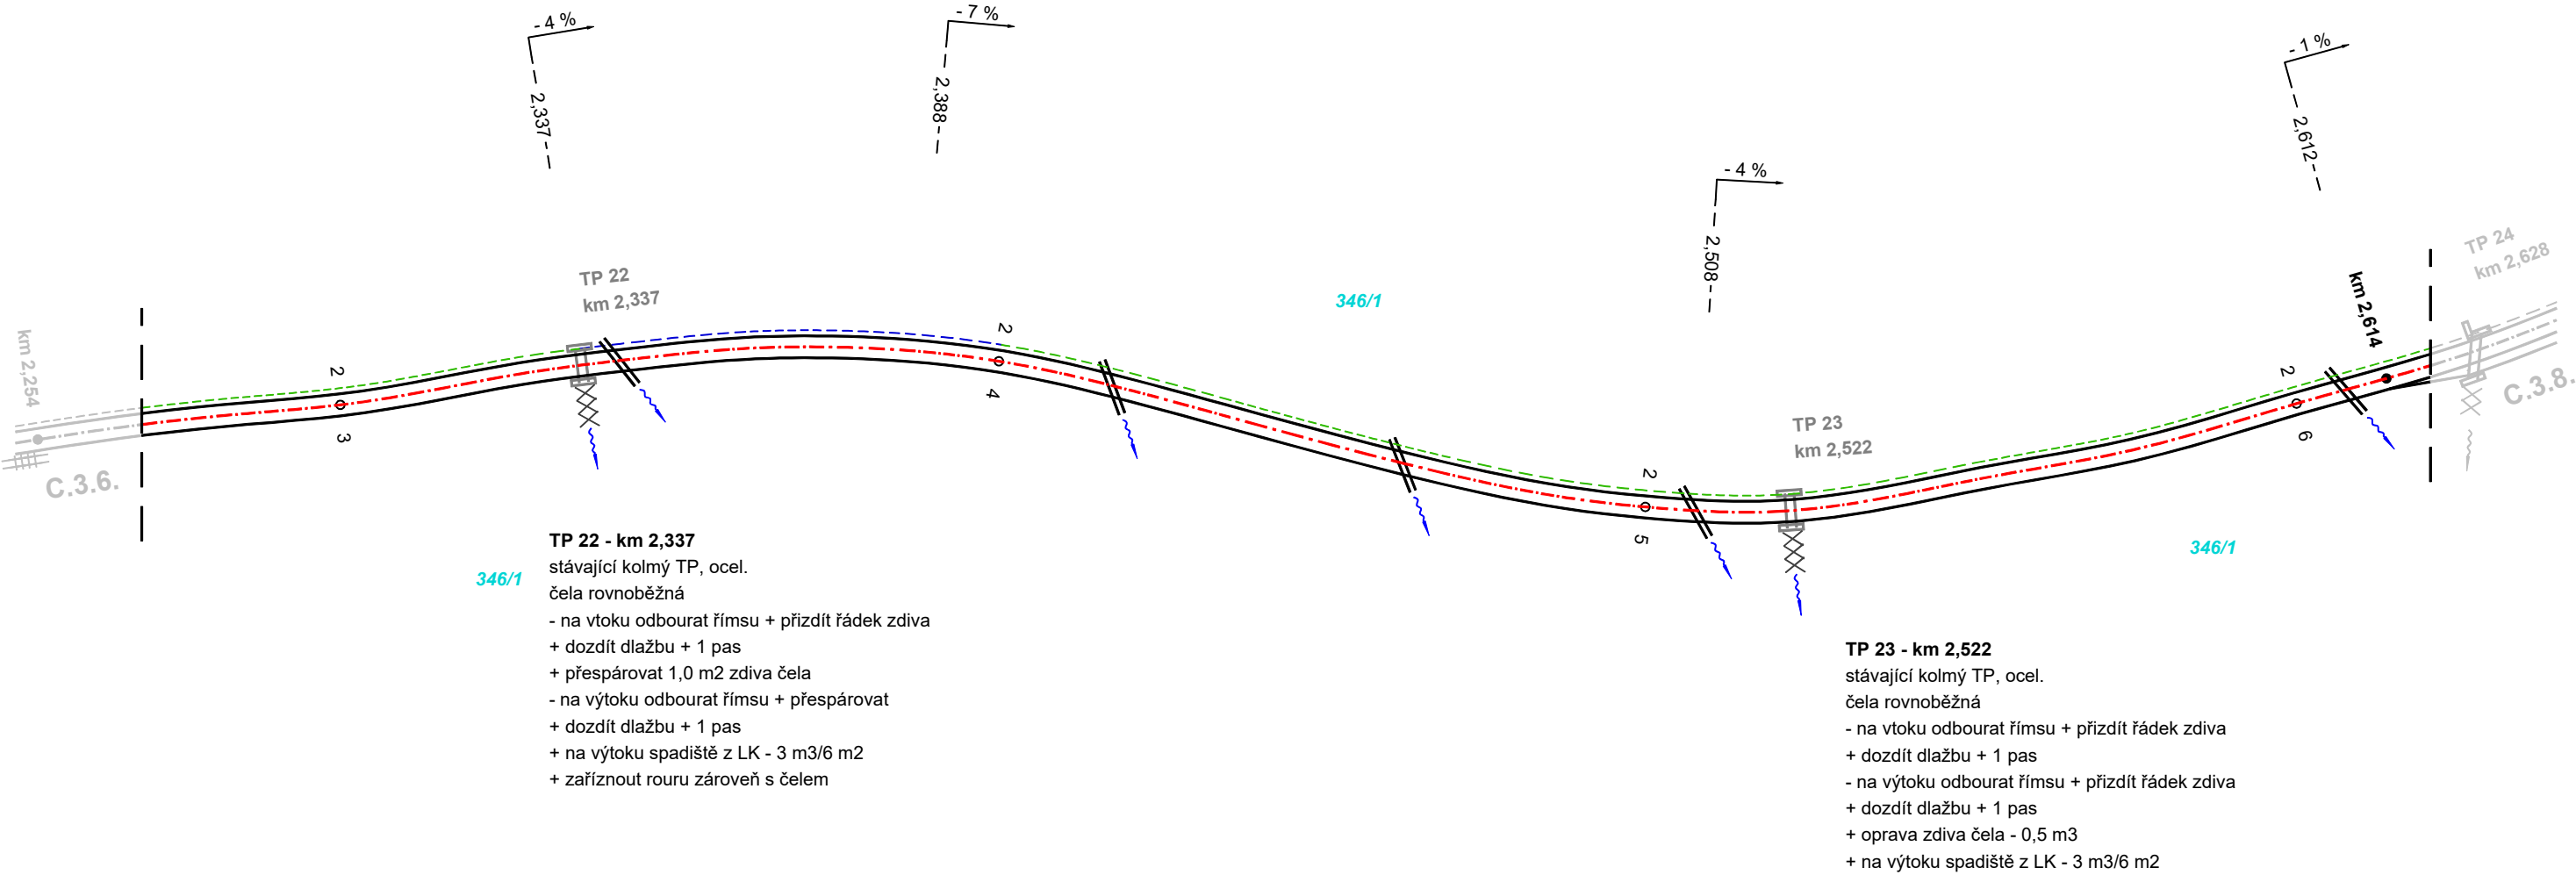 - 4 %
2,337
- 7 %
2,388
- 4 %
2,508
- 1 %
2,612
km 2,254
C.3.6.
2
3
TP 22
km 2,337
2
4
346/1
2
5
TP 23
km 2,522
2
6
km 2,614
TP 24
km 2,628
C.3.8.
346/1
346/1
TP 22 - km 2,337
stávající kolmý TP, ocel.
čela rovnoběžná
- na vtoku odbourat římsu + přizdít řádek zdiva
+ dozdít dlažbu + 1 pas
+ přespárovat 1,0 m2 zdiva čela
- na výtoku odbourat římsu + přespárovat
+ dozdít dlažbu + 1 pas
+ na výtoku spadiště z LK - 3 m3/6 m2
+ zaříznout rouru zároveň s čelem
TP 23 - km 2,522
stávající kolmý TP, ocel.
čela rovnoběžná
- na vtoku odbourat římsu + přizdít řádek zdiva
+ dozdít dlažbu + 1 pas
- na výtoku odbourat římsu + přizdít řádek zdiva
+ dozdít dlažbu + 1 pas
+ oprava zdiva čela - 0,5 m3
+ na výtoku spadiště z LK - 3 m3/6 m2